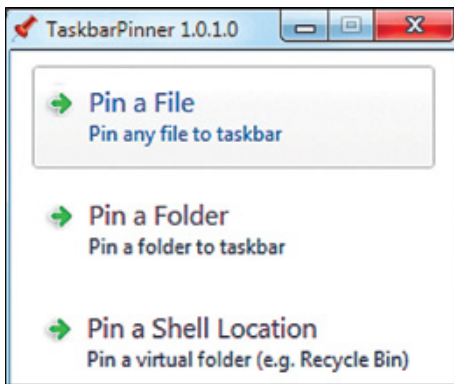 TaskbarPinner 1.0.1.0
Pin a File
Pin any file to taskbar
Pin a Folder
Pin a folder to taskbar
Pin a Shell Location
Pin a virtual folder (e.g. Recycle Bin)